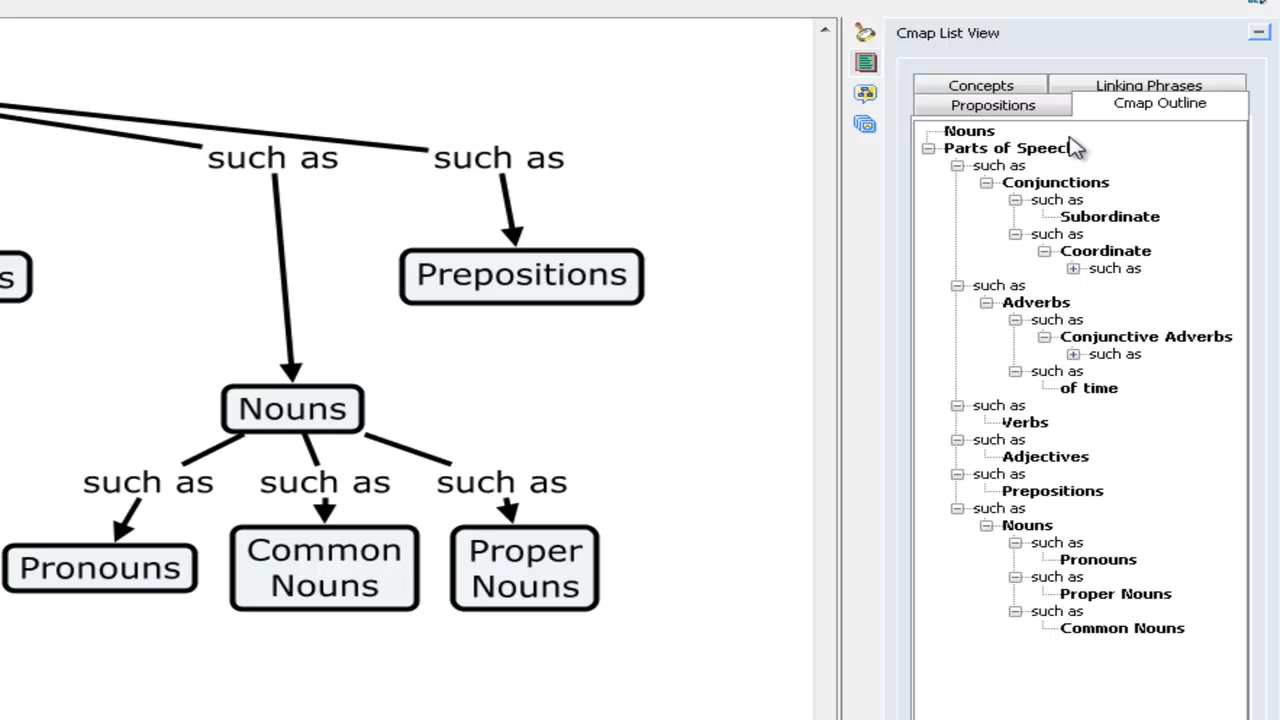 such as
such as
s
Prepositions
Nouns
such as
such as
such as
Pronouns
Common
Nouns
Proper
Nouns
Cmap List View
Concepts
Linking Phrases
Propositions
Cmap Outline
Nouns
Parts of Speech
such as
Conjunctions
such as
Subordinate
such as
Coordinate
such as
such as
Adverbs
such as
Conjunctive Adverbs
such as
such as
of time
such as
Verbs
such as
Adjectives
such as
Prepositions
such as
Nouns
such as
Pronouns
such as
Proper Nouns
such as
Common Nouns